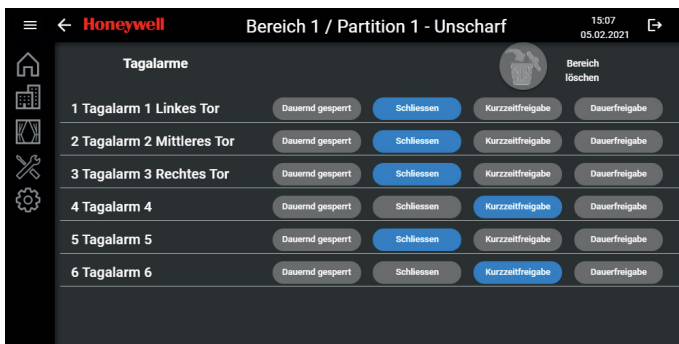 Honeywell
Bereich 1 / Partition 1 - Unscharf
15:07
05.02.2021
Tagalarme
Bereich
löschen
1 Tagalarm 1 Linkes Tor Dauernd gesperrt Schliessen Kurzzeitfreigabe Dauerfreigabe
2 Tagalarm 2 Mittleres Tor Dauernd gesperrt Schliessen Kurzzeitfreigabe Dauerfreigabe
3 Tagalarm 3 Rechtes Tor Dauernd gesperrt Schliessen Kurzzeitfreigabe Dauerfreigabe
4 Tagalarm 4 Dauernd gesperrt Schliessen Kurzzeitfreigabe Dauerfreigabe
5 Tagalarm 5 Dauernd gesperrt Schliessen Kurzzeitfreigabe Dauerfreigabe
6 Tagalarm 6 Dauernd gesperrt Schliessen Kurzzeitfreigabe Dauerfreigabe